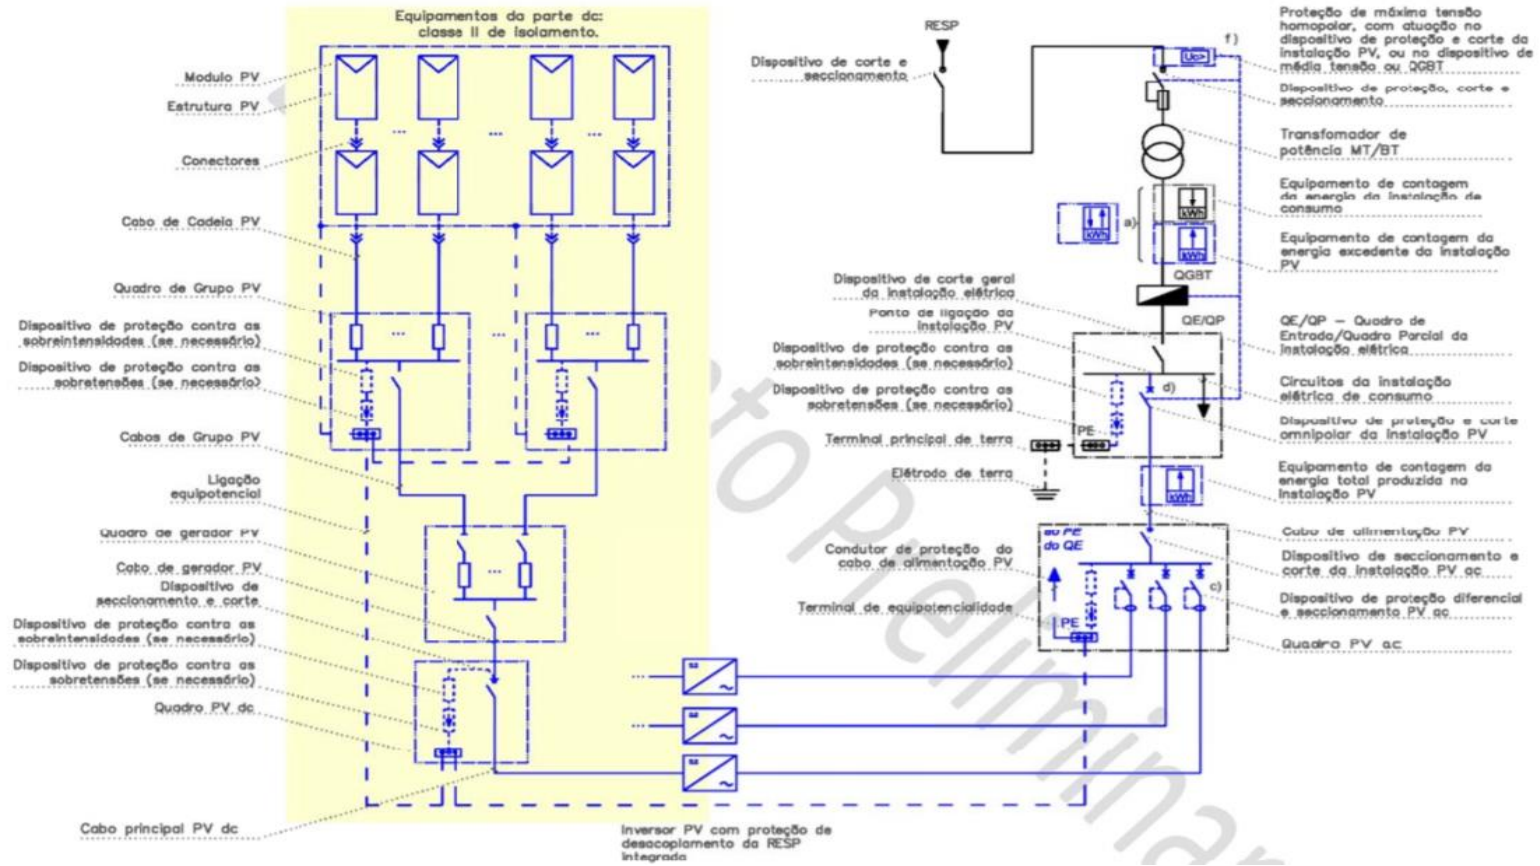 Equipamentos da parte dc:
classe II de isolamento.
Modulo PV
Estrutura PV
Conectores
Cabo de Cadeia PV
Quadro de Grupo PV
Dispositivo de proteção contra as
sobreintensidades (se necessário)
Dispositivo de proteção contra as
sobretensões (se necessário)
Cabos de Grupo PV
Ligação
equipotencial
Quadro de gerador PV
Cabo de gerador PV
Dispositivo de
seccionamento e corte
Dispositivo de proteção contra as
sobreintensidades (se necessário)
Dispositivo de proteção contra as
sobretensões (se necessário)
Quadro PV dc
Cabo principal PV dc
Inversor PV com proteção de
desacoplamento da RESP
integrada
RESP
Dispositivo de corte e
seccionamento
f)
Uo>
a)
kWh
kWh
kWh
QGBT
Dispositivo de corte geral
da instalação elétrica
QE/QP
Ponto de ligação da
instalação PV
Dispositivo de proteção contra as
sobreintensidades (se necessário)
Dispositivo de proteção contra as
sobretensões (se necessário)
d)
PE
Terminal principal de terra
Elétrodo de terra
kWh
ao PE
do QE
Condutor de proteção do
cabo de alimentação PV
c)
Terminal de equipotencialidade
PE
Proteção de máxima tensão
homopolar, com atuação no
dispositivo de proteção e corte da
instalação PV, ou no dispositivo de
média tensão ou QGBT
Dispositivo de proteção, corte e
seccionamento
Transfomador de
potência MT/BT
Equipamento de contagem
da energia da instalação de
consumo
Equipamento de contagem da
energia excedente da instalação
PV
QE/QP – Quadro de
Entrada/Quadro Parcial da
instalação elétrica
Circuitos da instalação
elétrica de consumo
Dispositivo de proteção e corte
omnipolar da instalação PV
Equipamento de contagem da
energia total produzida na
instalação PV
Cabo de alimentação PV
Dispositivo de seccionamento e
corte da instalação PV ac
Dispositivo de proteção diferencial
e seccionamento PV ac
Quadro PV ac
nto Preliminar